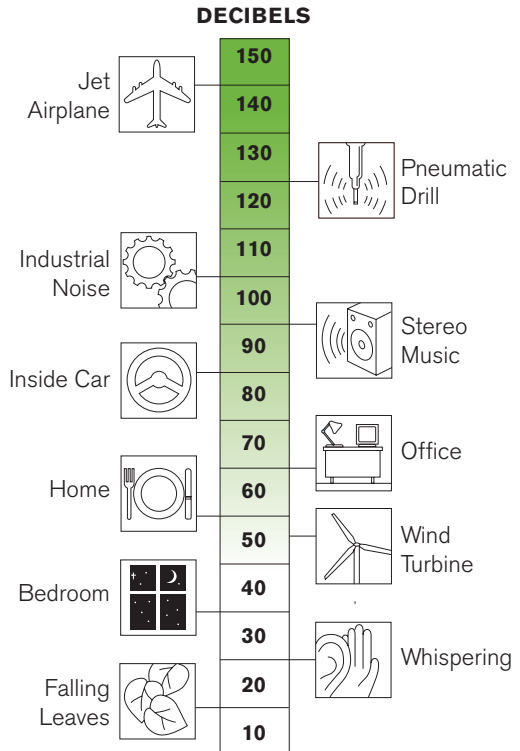 DECIBELS
150
Jet
Airplane
140
130
Pneumatic
Drill
120
110
Industrial
Noise
100
Stereo
Music
90
Inside Car
80
70
Office
Home
60
50
Wind
Turbine
Bedroom
40
30
Whispering
20
Falling
Leaves
10